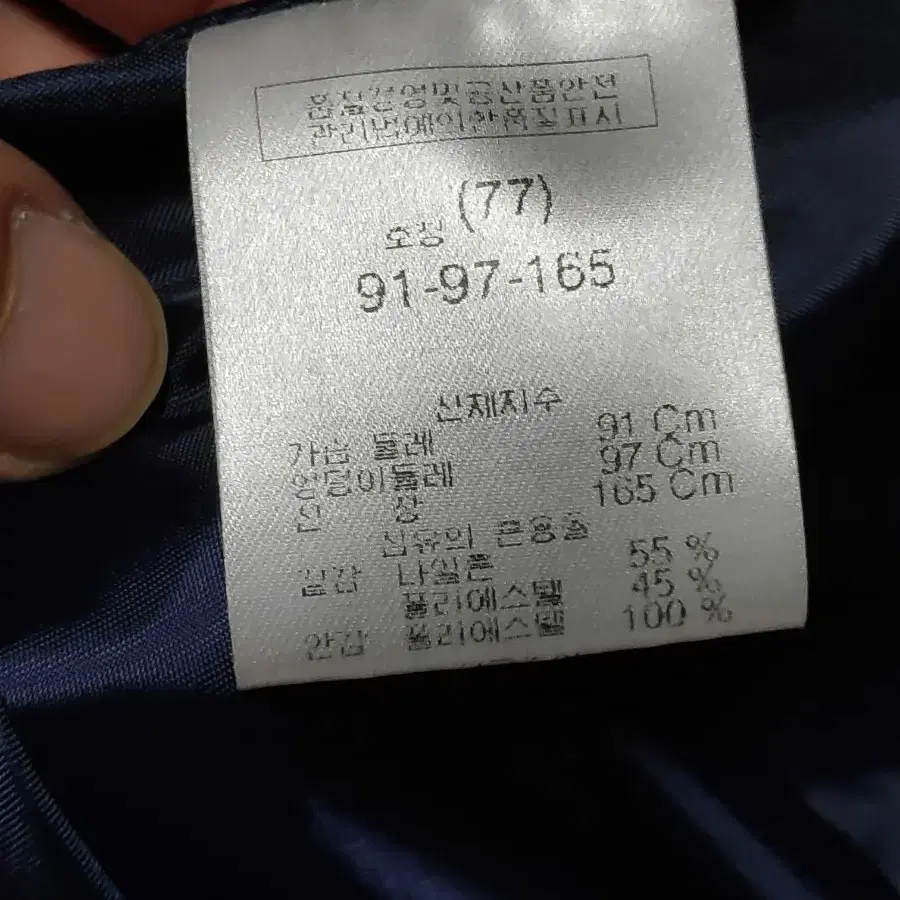 품질경영및공산품안전
관리법에의한품질표시
호칭 (77)
91-97-165
신체치수
가슴 둘레 91 Cm
엉덩이둘레 97 Cm
신 장 165 Cm
섬유의 혼용율
겉감 나일론 55 %
폴리에스텔 45 %
안감 폴리에스텔 100 %